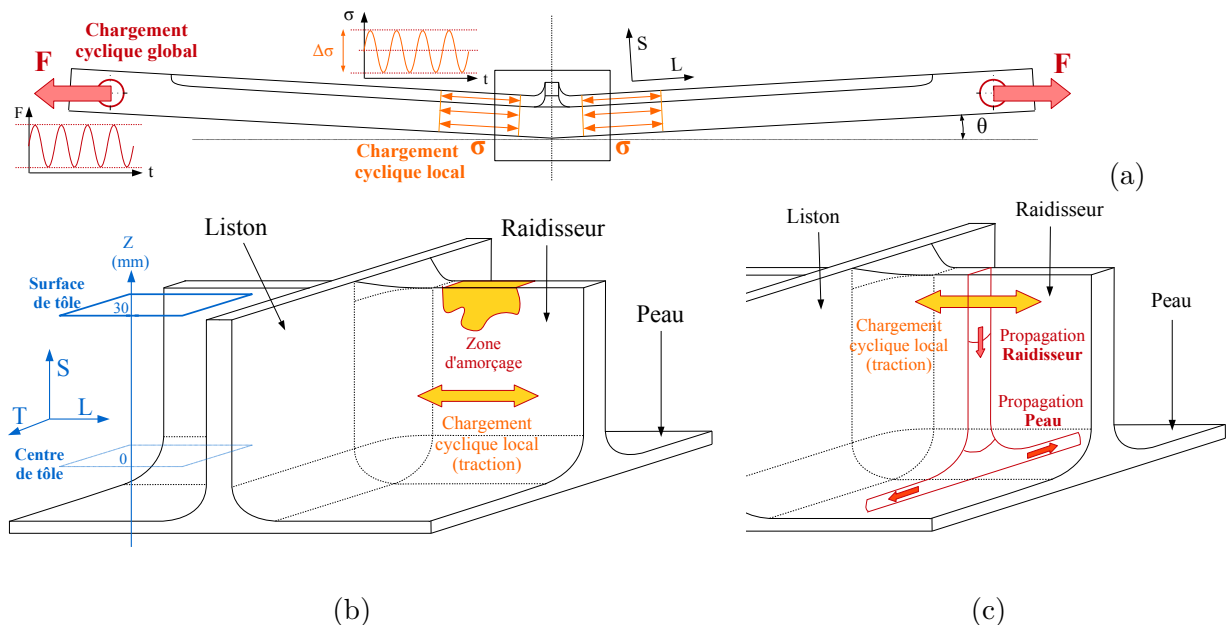 Chargement
cyclique global
F
F
t
σ
Δσ
t
S
L
F
θ
σ
σ
Chargement
cyclique local
(a)
Z
(mm)
Surface
de tôle
30
S
T
L
Centre
de tôle
0
Liston
Raidisseur
Peau
Zone
d'amorçage
Chargement
cyclique local
(traction)
(b)
Liston
Raidisseur
Peau
Chargement
cyclique local
(traction)
Propagation
Raidisseur
Propagation
Peau
(c)